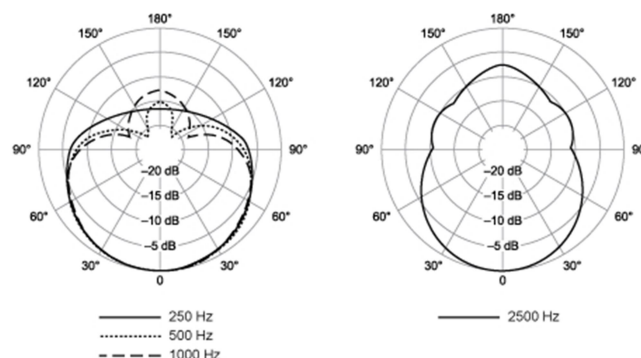 180° 180°
150° 150° 150° 150°
120° 120° 120° 120°
90° 90° 90° 90
–20 dB –20 dB
–15 dB –15 dB
60° 60° 60° 60°
–10 dB –10 dB
–5 dB –5 dB
30° 30° 30° 30°
0 0
250 Hz 2500 Hz
500 Hz
1000 Hz